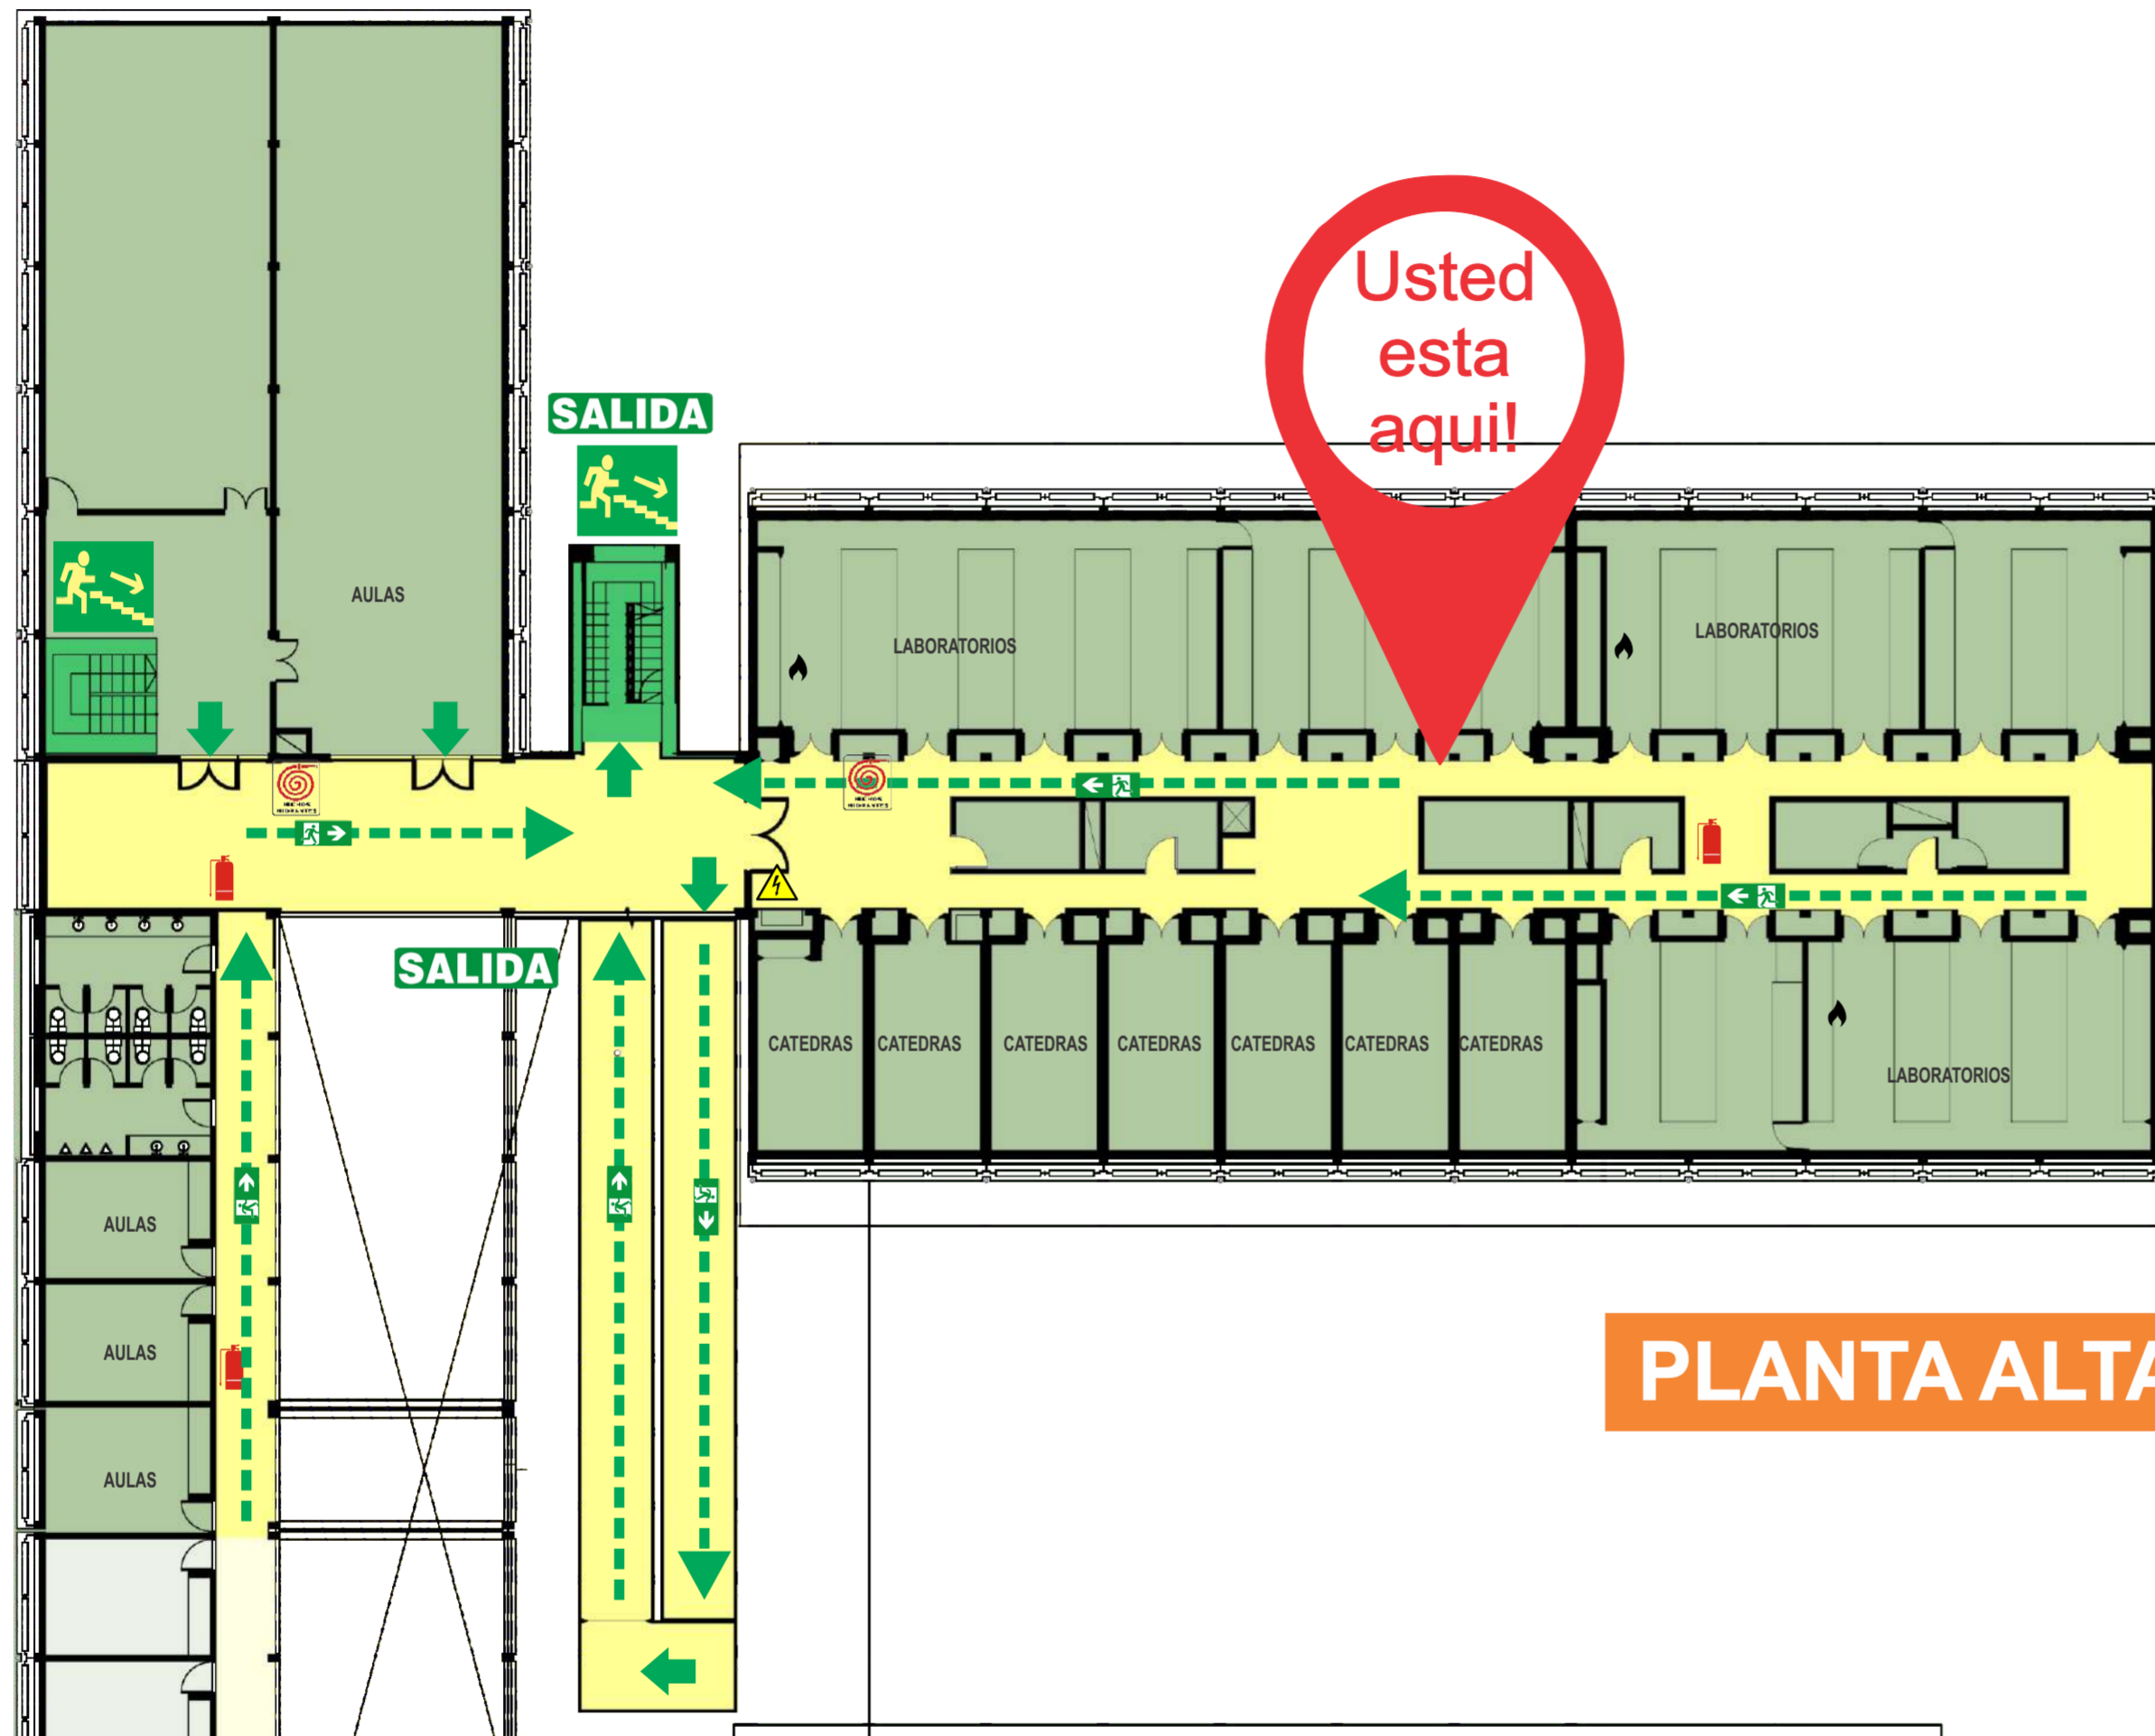 Usted
esta
aqui!
SALIDA
AULAS
LABORATORIOS
LABORATORIOS
SALIDA
CATEDRAS
CATEDRAS
CATEDRAS
CATEDRAS
CATEDRAS
CATEDRAS
CATEDRAS
LABORATORIOS
AULAS
AULAS
AULAS
PLANTA ALTA